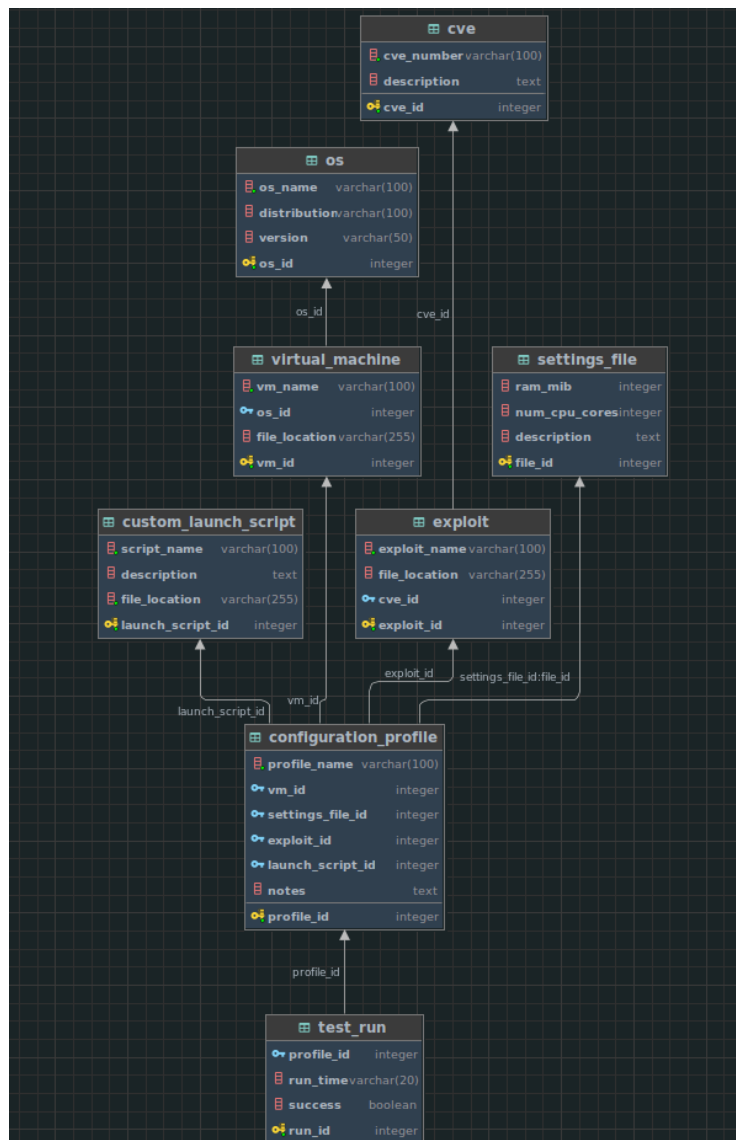 cve
cve_number varchar(100)
description text
cve_id integer
os
os_name varchar(100)
distribution varchar(100)
version varchar(50)
os_id integer
os_id
cve_id
virtual_machine
vm_name varchar(100)
os_id integer
file_location varchar(255)
vm_id integer
settings_file
ram_mib integer
num_cpu_cores integer
description text
file_id integer
custom_launch_script
script_name varchar(100)
description text
file_location varchar(255)
launch_script_id integer
exploit
exploit_name varchar(100)
file_location varchar(255)
cve_id integer
exploit_id integer
launch_script_id
vm_id
exploit_id
settings_file_id:file_id
configuration_profile
profile_name varchar(100)
vm_id integer
settings_file_id integer
exploit_id integer
launch_script_id integer
notes text
profile_id integer
profile_id
test_run
profile_id integer
run_time varchar(20)
success boolean
run_id integer